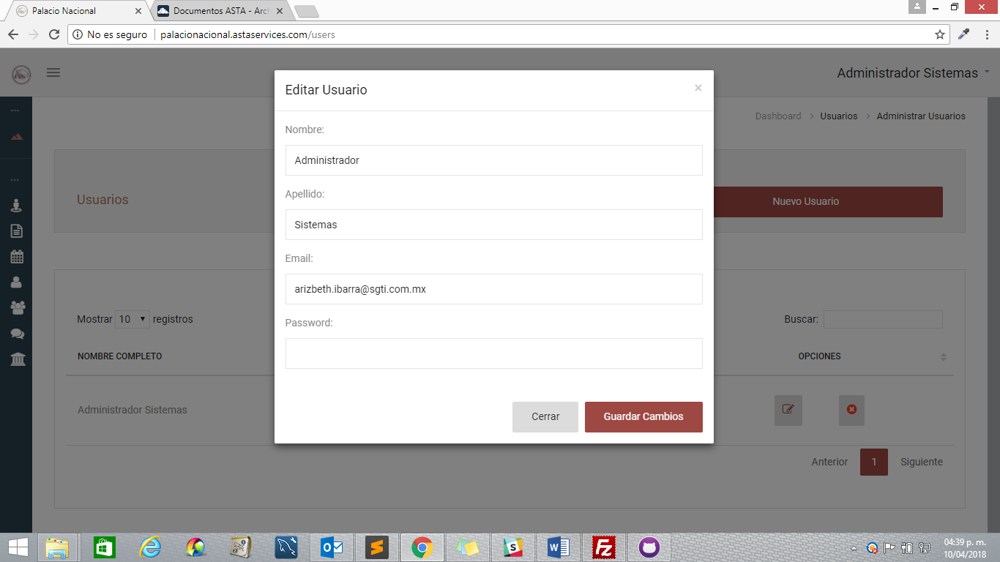 Palacio Nacional
Documentos ASTA - Arch
No es seguro
palacionacional.astaservices.com/users
Administrador Sistemas
Editar Usuario
×
Dashboard > Usuarios > Administrar Usuarios
Nombre:
Administrador
Usuarios
Nuevo Usuario
Apellido:
Sistemas
Email:
arizbeth.ibarra@sgti.com.mx
Mostrar 10 registros
Buscar:
Password:
NOMBRE COMPLETO
OPCIONES
Administrador Sistemas
Cerrar
Guardar Cambios
Anterior
1
Siguiente
04:39 p. m.
10/04/2018